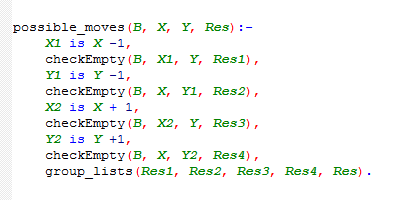 possible_moves(B, X, Y, Res):-
X1 is X -1,
checkEmpty(B, X1, Y, Res1),
Y1 is Y -1,
checkEmpty(B, X, Y1, Res2),
X2 is X + 1,
checkEmpty(B, X2, Y, Res3),
Y2 is Y +1,
checkEmpty(B, X, Y2, Res4),
group_lists(Res1, Res2, Res3, Res4, Res).